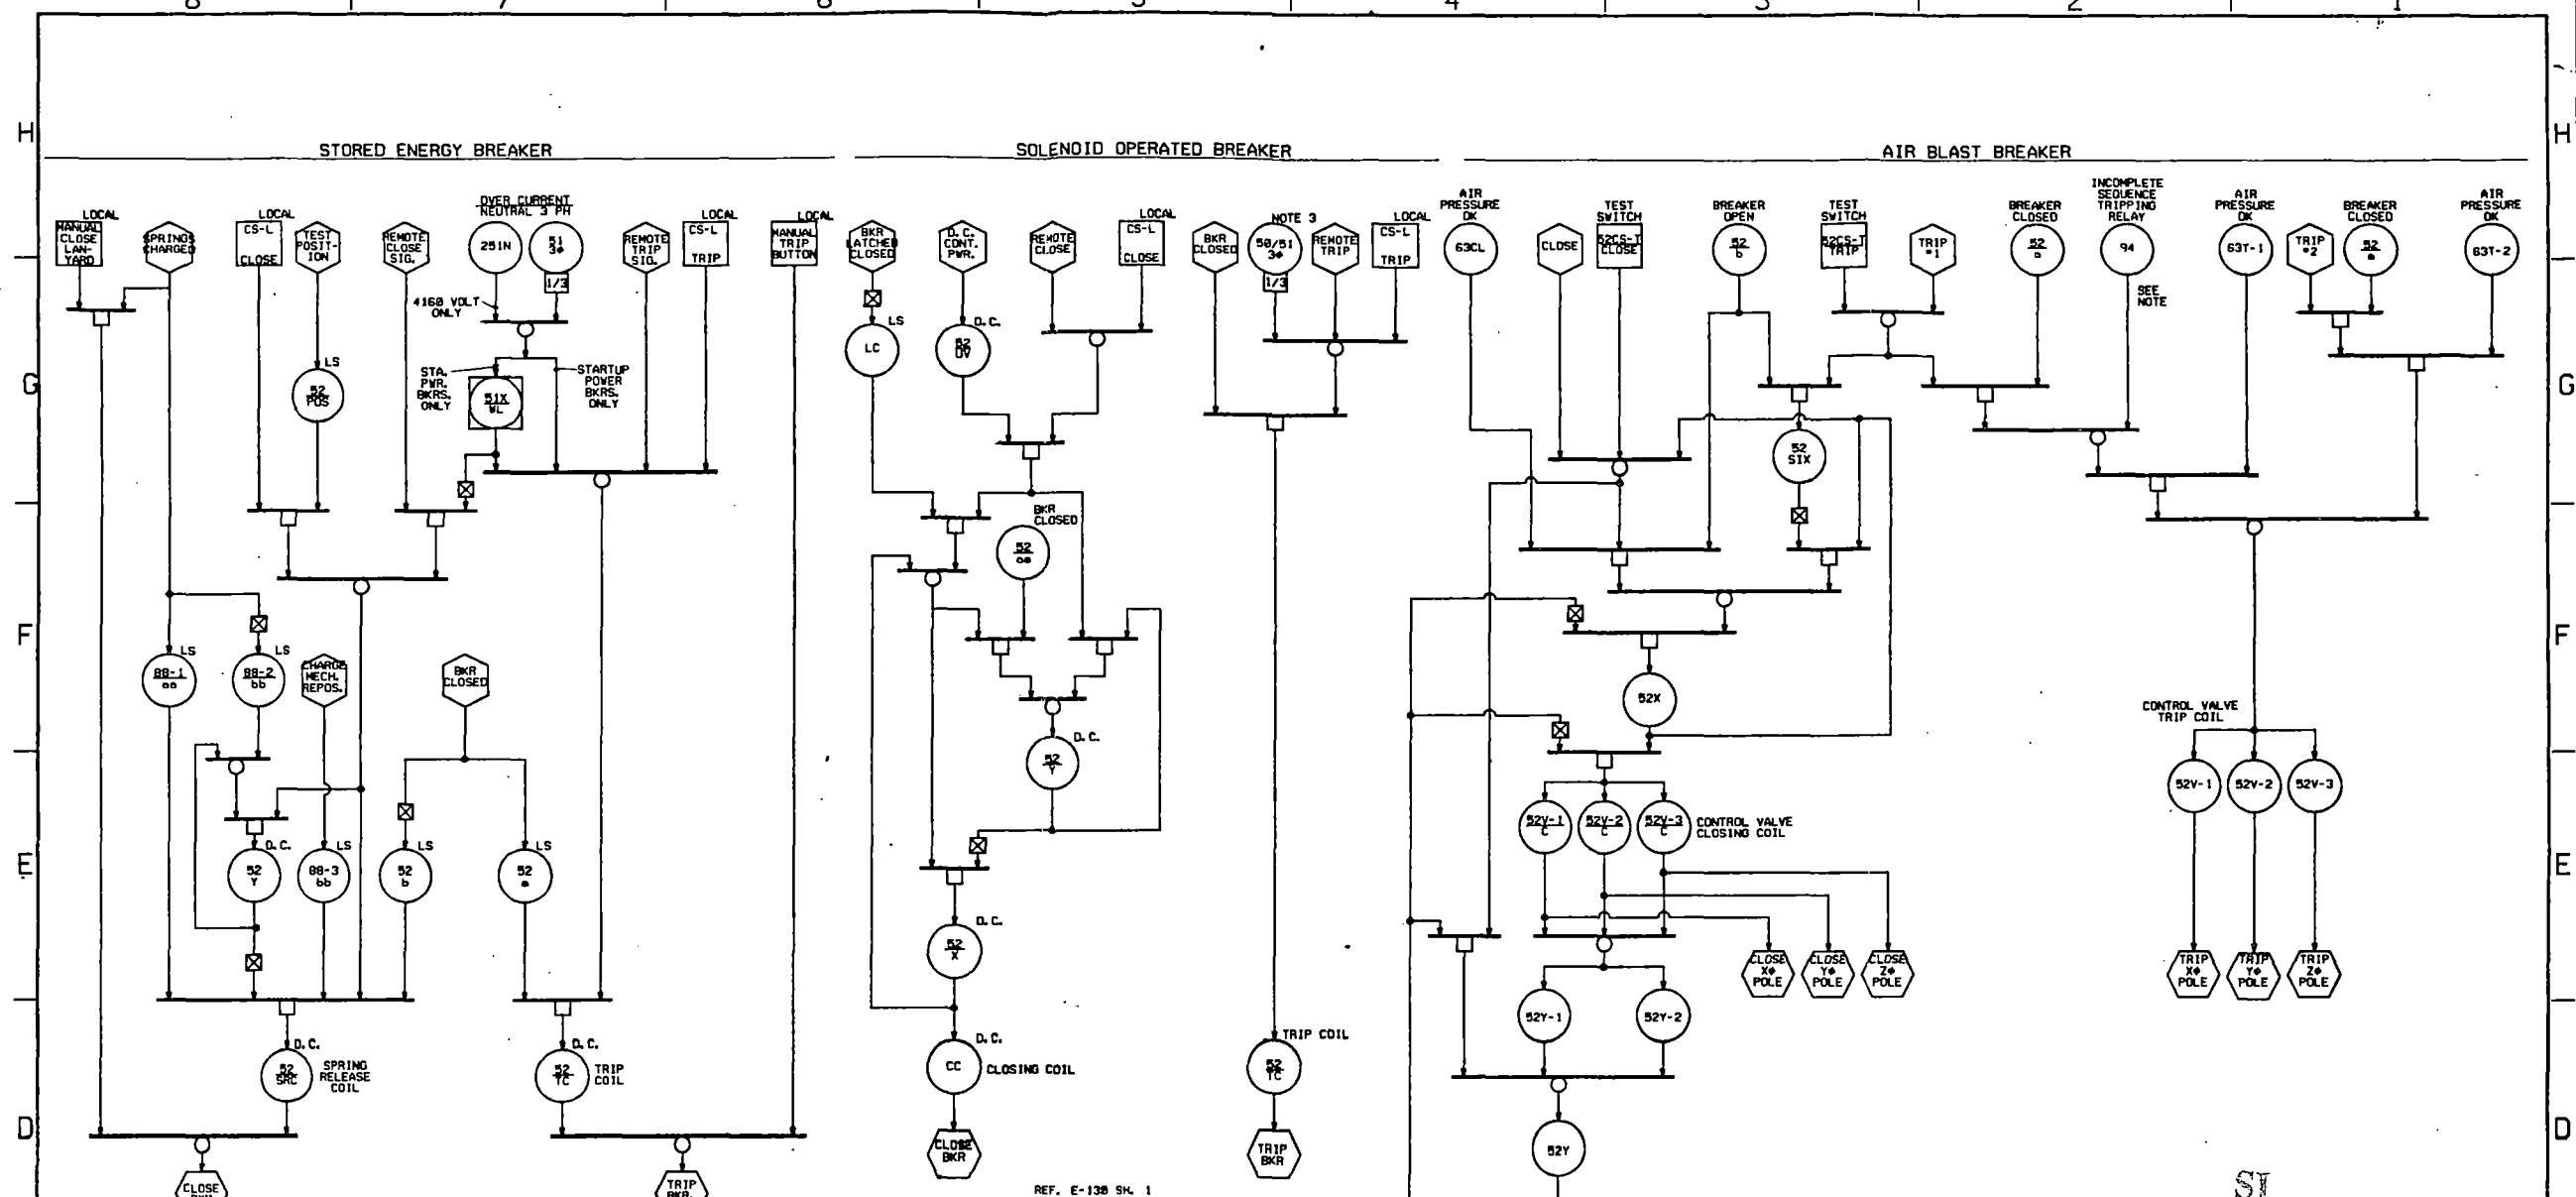 8 7 6 5 4 3 2 1
H H
STORED ENERGY BREAKER
SOLENOID OPERATED BREAKER
AIR BLAST BREAKER
LOCAL
MANUAL
CLOSE
LAN-
YARD
SPRINGS
CHARGED
LOCAL
CS-L
CLOSE
TEST
POSIT-
ION
REMOTE
CLOSE
SIG.
OVER CURRENT
NEUTRAL 3 PH
251N
51
3ϕ
1/3
REMOTE
TRIP
SIG.
LOCAL
CS-L
TRIP
LOCAL
MANUAL
TRIP
BUTTON
BKR
LATCHED
CLOSED
D.C.
CONT.
PWR.
REMOTE
CLOSE
LOCAL
CS-L
CLOSE
BKR
CLOSED
NOTE 3
50/51
3ϕ
1/3
REMOTE
TRIP
LOCAL
CS-L
TRIP
AIR
PRESSURE
OK
63CL
CLOSE
TEST
SWITCH
52CS-T
CLOSE
BREAKER
OPEN
52
b
TEST
SWITCH
52CS-T
TRIP
TRIP
#1
BREAKER
CLOSED
52
a
INCOMPLETE
SEQUENCE
TRIPPING
RELAY
94
SEE
NOTE
AIR
PRESSURE
OK
63T-1
TRIP
#2
BREAKER
CLOSED
52
a
AIR
PRESSURE
OK
63T-2
4160 VOLT
ONLY
G G
LS
52
POS
STA.
PWR.
BKRS.
ONLY
51X
WL
STARTUP
POWER
BKRS.
ONLY
LS
LC
D.C.
52
UV
52
SIX
BKR
CLOSED
52
aa
F F
LS
88-1
aa
LS
88-2
bb
CHARGE
MECH.
REPOS.
BKR
CLOSED
52X
CONTROL VALVE
TRIP COIL
D.C.
52
Y
52V-1
52V-2
52V-3
52V-1
C
52V-2
C
52V-3
C
CONTROL VALVE
CLOSING COIL
E E
D.C.
52
Y
LS
88-3
bb
LS
52
b
LS
52
a
D.C.
52
X
CLOSE
Xϕ
POLE
CLOSE
Yϕ
POLE
CLOSE
Zϕ
POLE
TRIP
Xϕ
POLE
TRIP
Yϕ
POLE
TRIP
Zϕ
POLE
52Y-1
52Y-2
D.C.
52
SRC
SPRING
RELEASE
COIL
D.C.
52
TC
TRIP
COIL
D.C.
CC
CLOSING COIL
TRIP COIL
52
TC
D D
52Y
CLOSE
BKR
TRIP
BKR.
CLOSE
BKR
TRIP
BKR
REF. E-138 SH. 1
SI